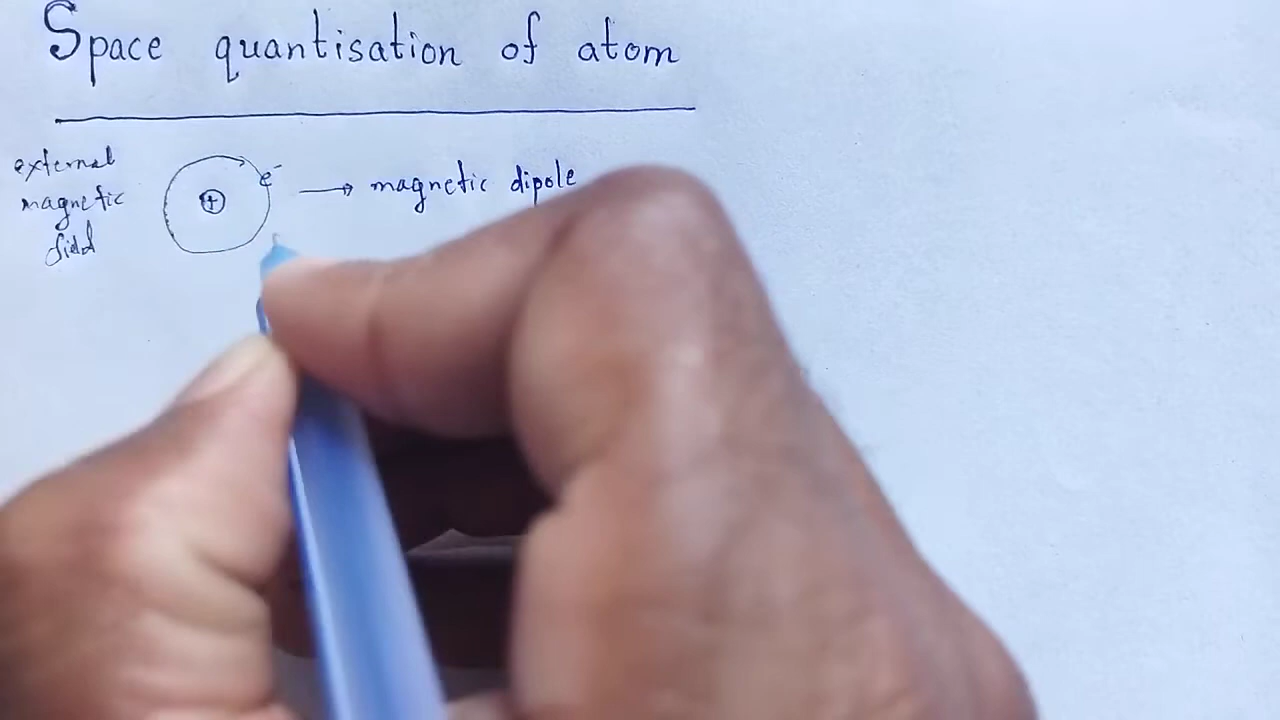 Space quantisation of atom
external
magnetic
field
+
e⁻
→ magnetic dipole